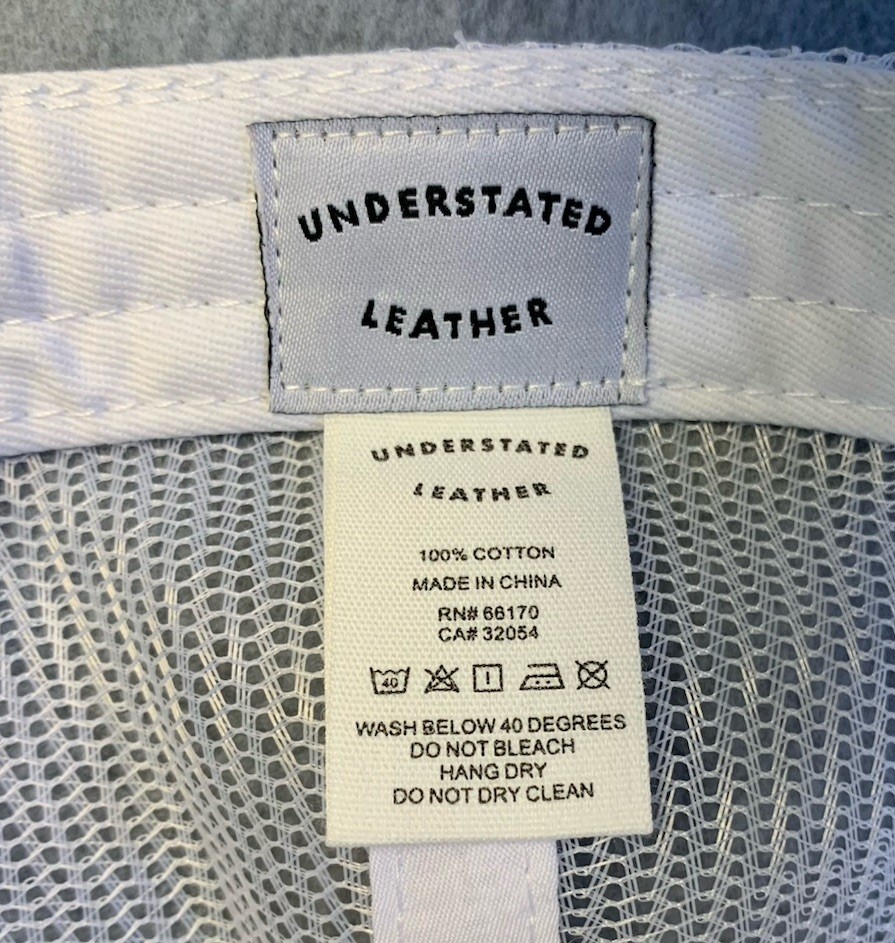 UNDERSTATED
LEATHER
UNDERSTATED
LEATHER
100% COTTON
MADE IN CHINA
RN# 66170
CA# 32054
40
WASH BELOW 40 DEGREES
DO NOT BLEACH
HANG DRY
DO NOT DRY CLEAN